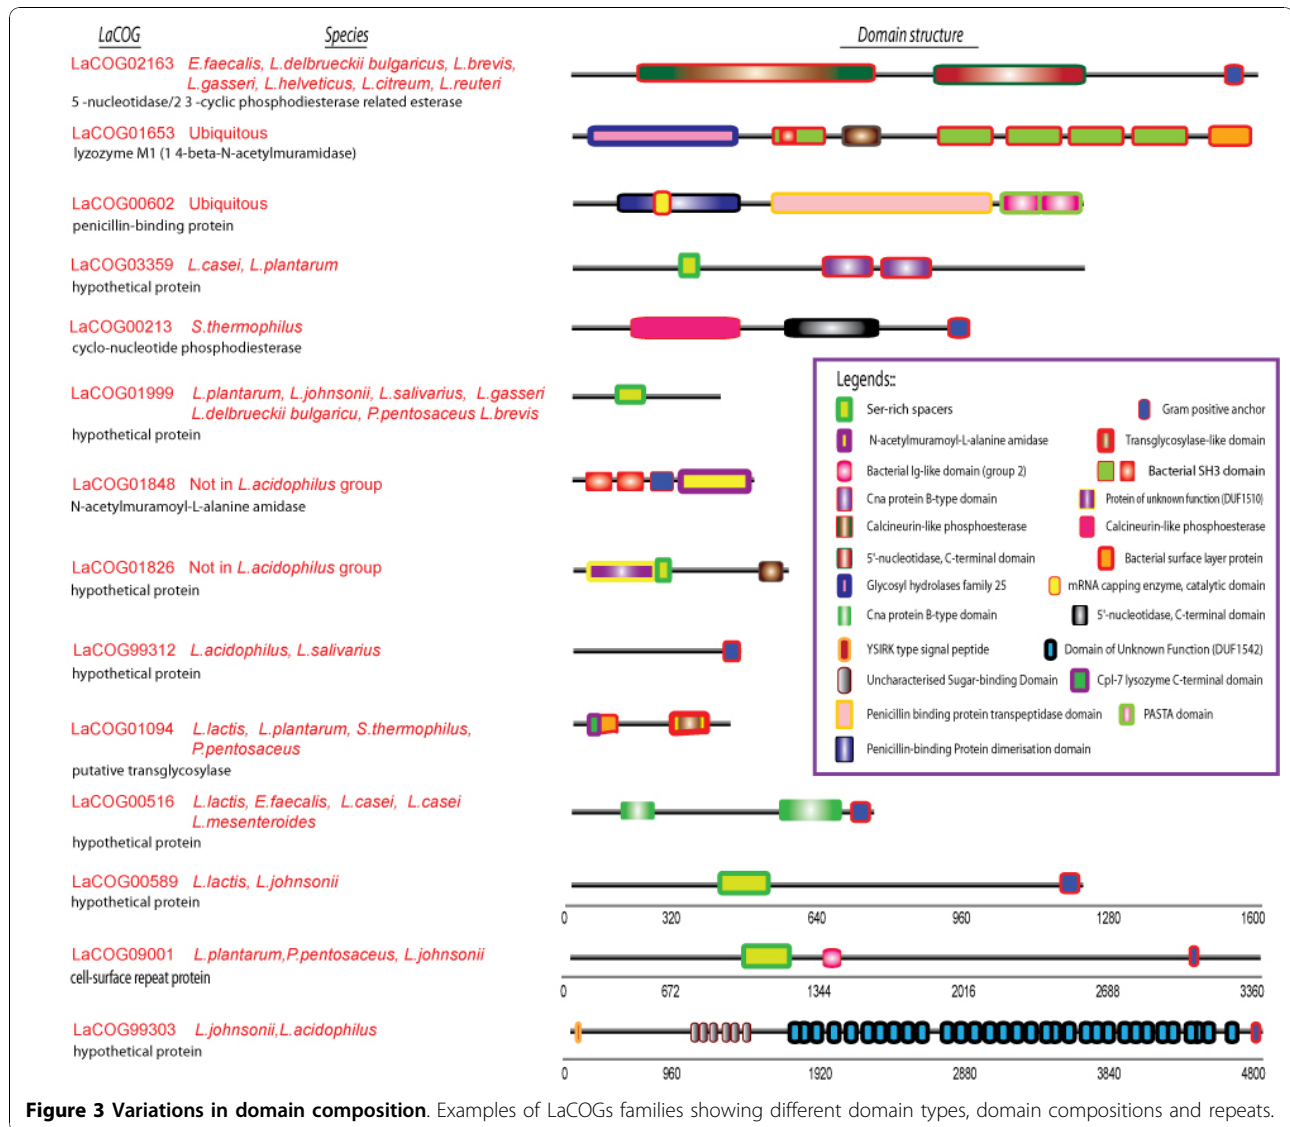 LaCOG Species Domain structure
LaCOG02163 E.faecalis, L.delbrueckii bulgaricus, L.brevis,
L.gasseri, L.helveticus, L.citreum, L.reuteri
5 -nucleotidase/2 3 -cyclic phosphodiesterase related esterase
LaCOG01653 Ubiquitous
lyzozyme M1 (1 4-beta-N-acetylmuramidase)
LaCOG00602 Ubiquitous
penicillin-binding protein
LaCOG03359 L.casei, L.plantarum
hypothetical protein
LaCOG00213 S.thermophilus
cyclo-nucleotide phosphodiesterase
LaCOG01999 L.plantarum, L.johnsonii, L.salivarius, L.gasseri
L.delbrueckii bulgaricu, P.pentosaceus L.brevis
hypothetical protein
LaCOG01848 Not in L.acidophilus group
N-acetylmuramoyl-L-alanine amidase
LaCOG01826 Not in L.acidophilus group
hypothetical protein
LaCOG99312 L.acidophilus, L.salivarius
hypothetical protein
LaCOG01094 L.lactis, L.plantarum, S.thermophilus,
P.pentosaceus
putative transglycosylase
LaCOG00516 L.lactis, E.faecalis, L.casei, L.casei
L.mesenteroides
hypothetical protein
LaCOG00589 L.lactis, L.johnsonii
hypothetical protein
0 320 640 960 1280 1600
LaCOG09001 L.plantarum,P.pentosaceus, L.johnsonii
cell-surface repeat protein
0 672 1344 2016 2688 3360
LaCOG99303 L.johnsonii,L.acidophilus
hypothetical protein
0 960 1920 2880 3840 4800
Legends::
Ser-rich spacers Gram positive anchor
N-acetylmuramoyl-L-alanine amidase Transglycosylase-like domain
Bacterial Ig-like domain (group 2) Bacterial SH3 domain
Cna protein B-type domain Protein of unknown function (DUF1510)
Calcineurin-like phosphoesterase Calcineurin-like phosphoesterase
5'-nucleotidase, C-terminal domain Bacterial surface layer protein
Glycosyl hydrolases family 25 mRNA capping enzyme, catalytic domain
Cna protein B-type domain 5'-nucleotidase, C-terminal domain
YSIRK type signal peptide Domain of Unknown Function (DUF1542)
Uncharacterised Sugar-binding Domain Cpl-7 lysozyme C-terminal domain
Penicillin binding protein transpeptidase domain PASTA domain
Penicillin-binding Protein dimerisation domain
Figure 3 Variations in domain composition. Examples of LaCOGs families showing different domain types, domain compositions and repeats.